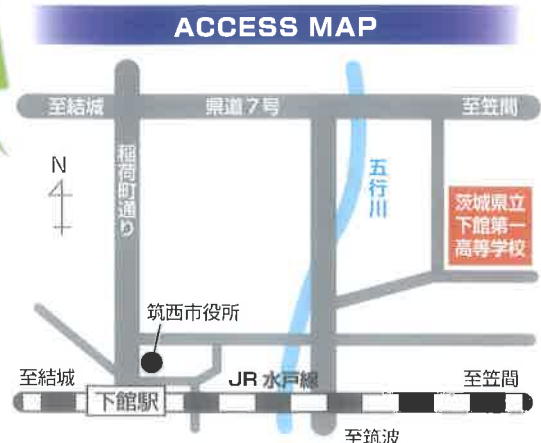 ACCESS MAP
至結城
県道7号
至笠間
稲荷町通り
N
五行川
茨城県立
下館第一
高等学校
筑西市役所
至結城
JR 水戸線
至笠間
下館駅
至筑波